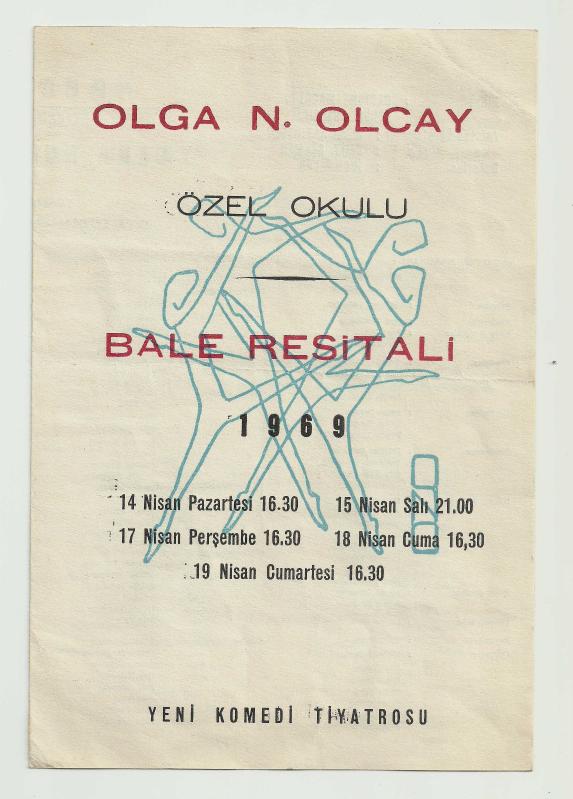 OLGA N. OLCAY
ÖZEL OKULU
BALE RESİTALİ
1969
14 Nisan Pazartesi 16.30 15 Nisan Salı 21.00
17 Nisan Perşembe 16.30 18 Nisan Cuma 16,30
19 Nisan Cumartesi 16.30
YENİ KOMEDİ TİYATROSU